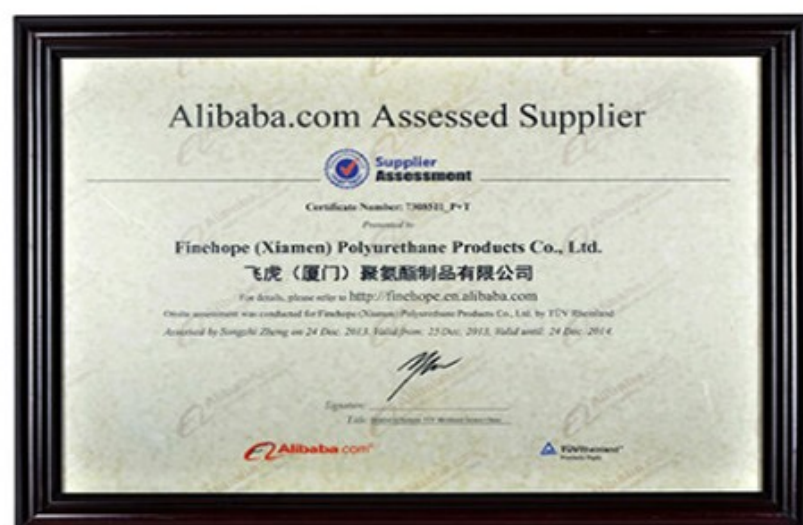 Alibaba.com Assessed Supplier
Supplier
Assessment
Certificate Number: 7308511_P+T
Presented to
Finehope (Xiamen) Polyurethane Products Co., Ltd.
飞虎（厦门）聚氨酯制品有限公司
For details, please refer to http://finehope.en.alibaba.com
Onsite assessment was conducted for Finehope (Xiamen) Polyurethane Products Co., Ltd. by TÜV Rheinland
Assessed by Songzhi Zheng on 24 Dec. 2013. Valid from: 25 Dec. 2013, Valid until: 24 Dec. 2014.
Signature:
Title:
Alibaba.com
TÜVRheinland